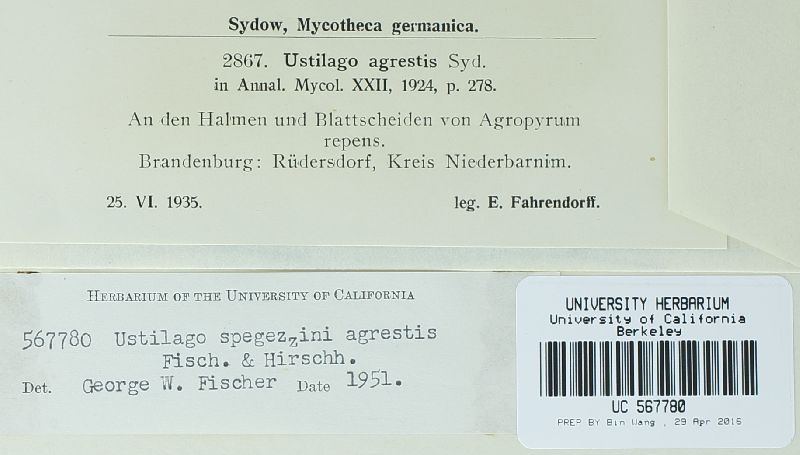 Sydow, Mycotheca germanica.
2867. Ustilago agrestis Syd.
in Annal. Mycol. XXII, 1924, p. 278.
An den Halmen und Blattscheiden von Agropyrum
repens.
Brandenburg: Rüdersdorf, Kreis Niederbarnim.
25. VI. 1935. leg. E. Fahrendorff.
HERBARIUM OF THE UNIVERSITY OF CALIFORNIA
567780 Ustilago spegezzini agrestis
Fisch. & Hirschh.
Det. George W. Fischer Date 1951.
UNIVERSITY HERBARIUM
University of California
Berkeley
UC 567780
PREP BY Bin Wang , 29 Apr 2016